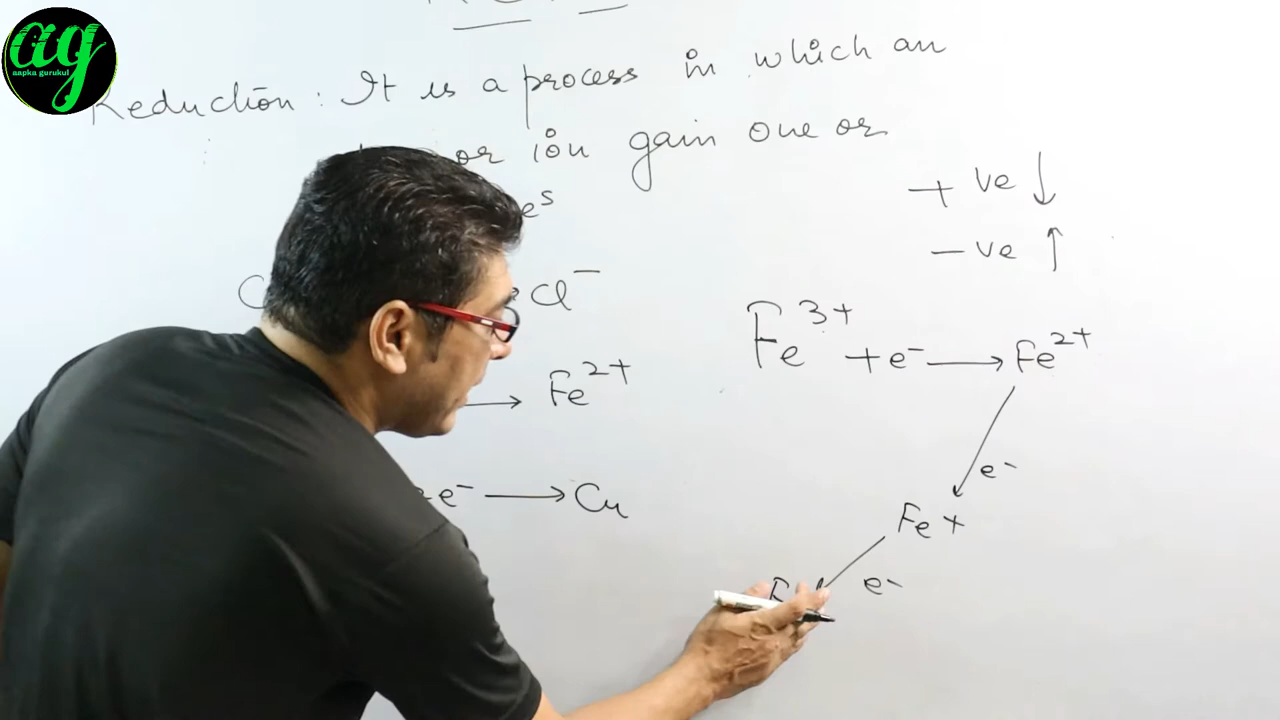 ag
aapka gurukul
Reduction: It is a process in which an
or ion gain one or
+ve ↓
-ve ↑
Cl⁻
Fe³⁺ + e⁻ ⟶ Fe²⁺
⟶ Fe²⁺
e⁻
e⁻ ⟶ Cu
Fe+
e⁻